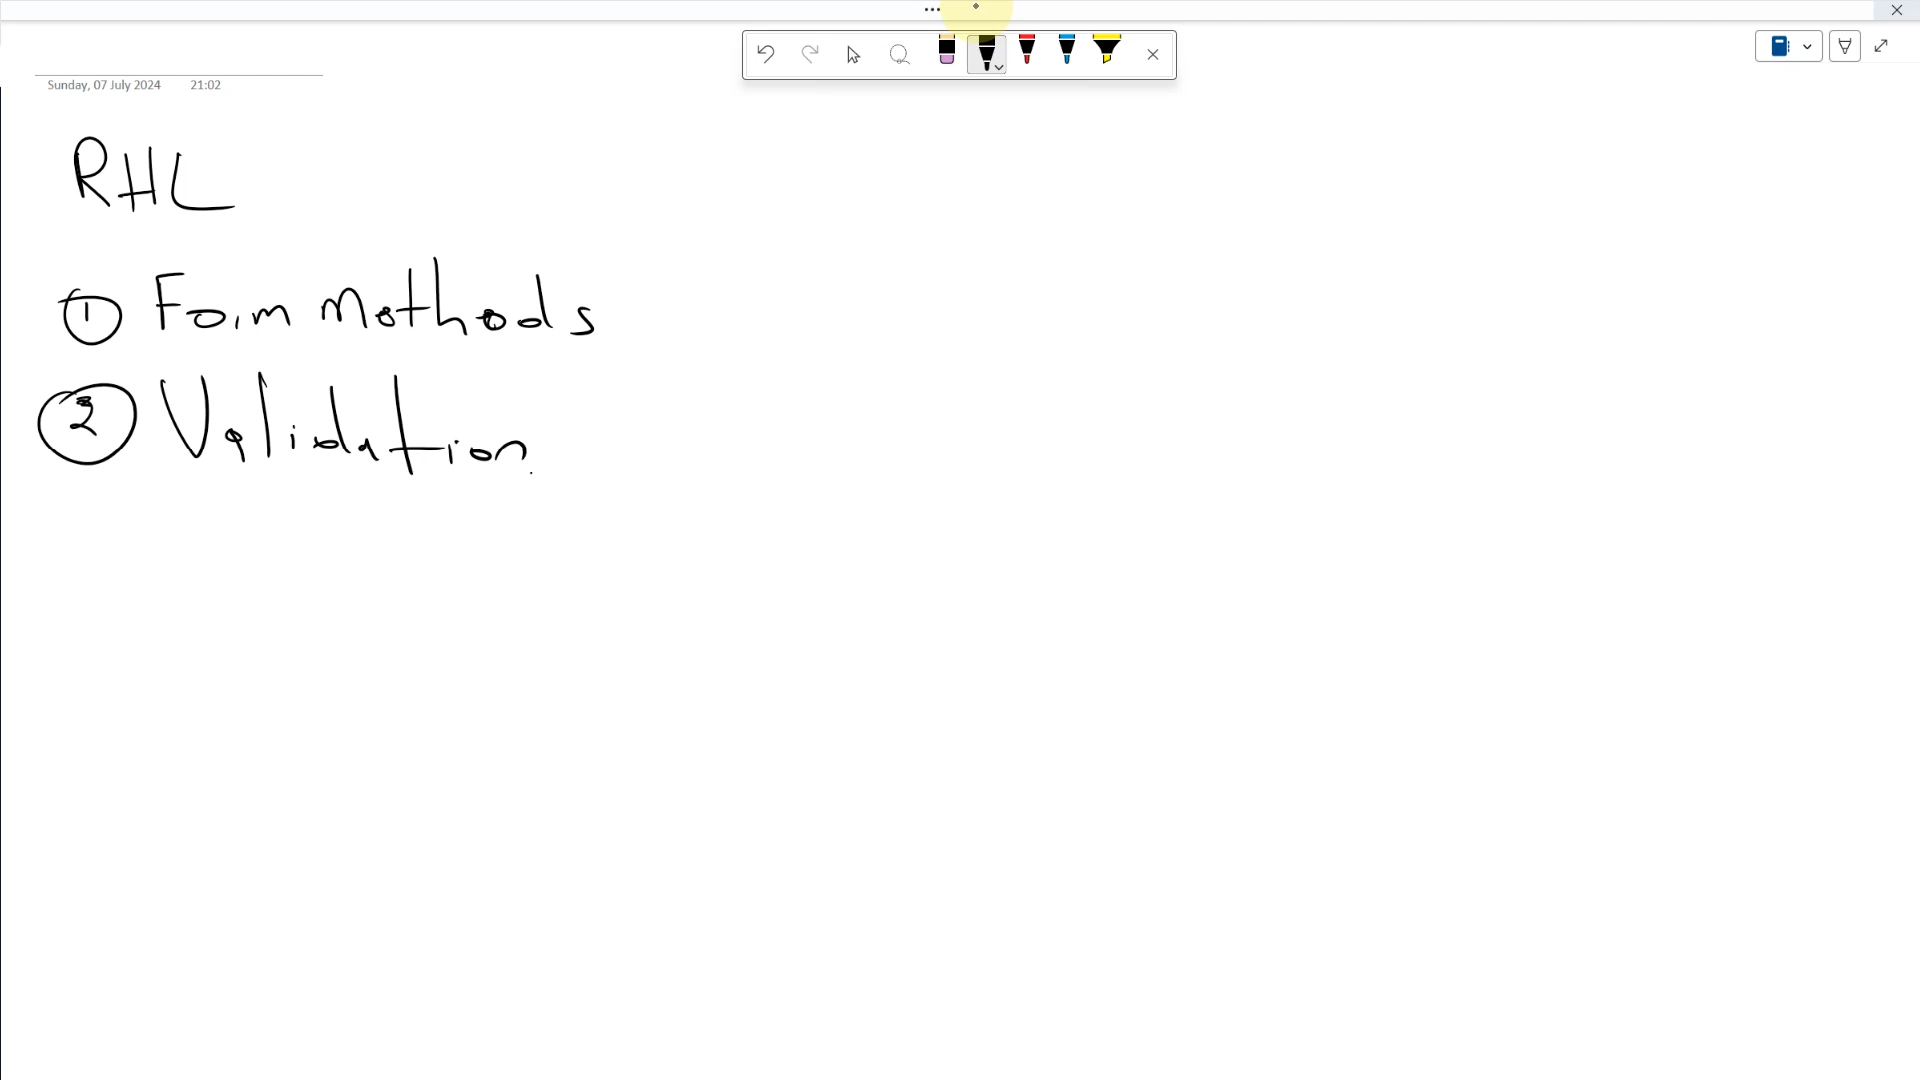 Sunday, 07 July 2024 21:02
RHL
① Form Methods
② Validation